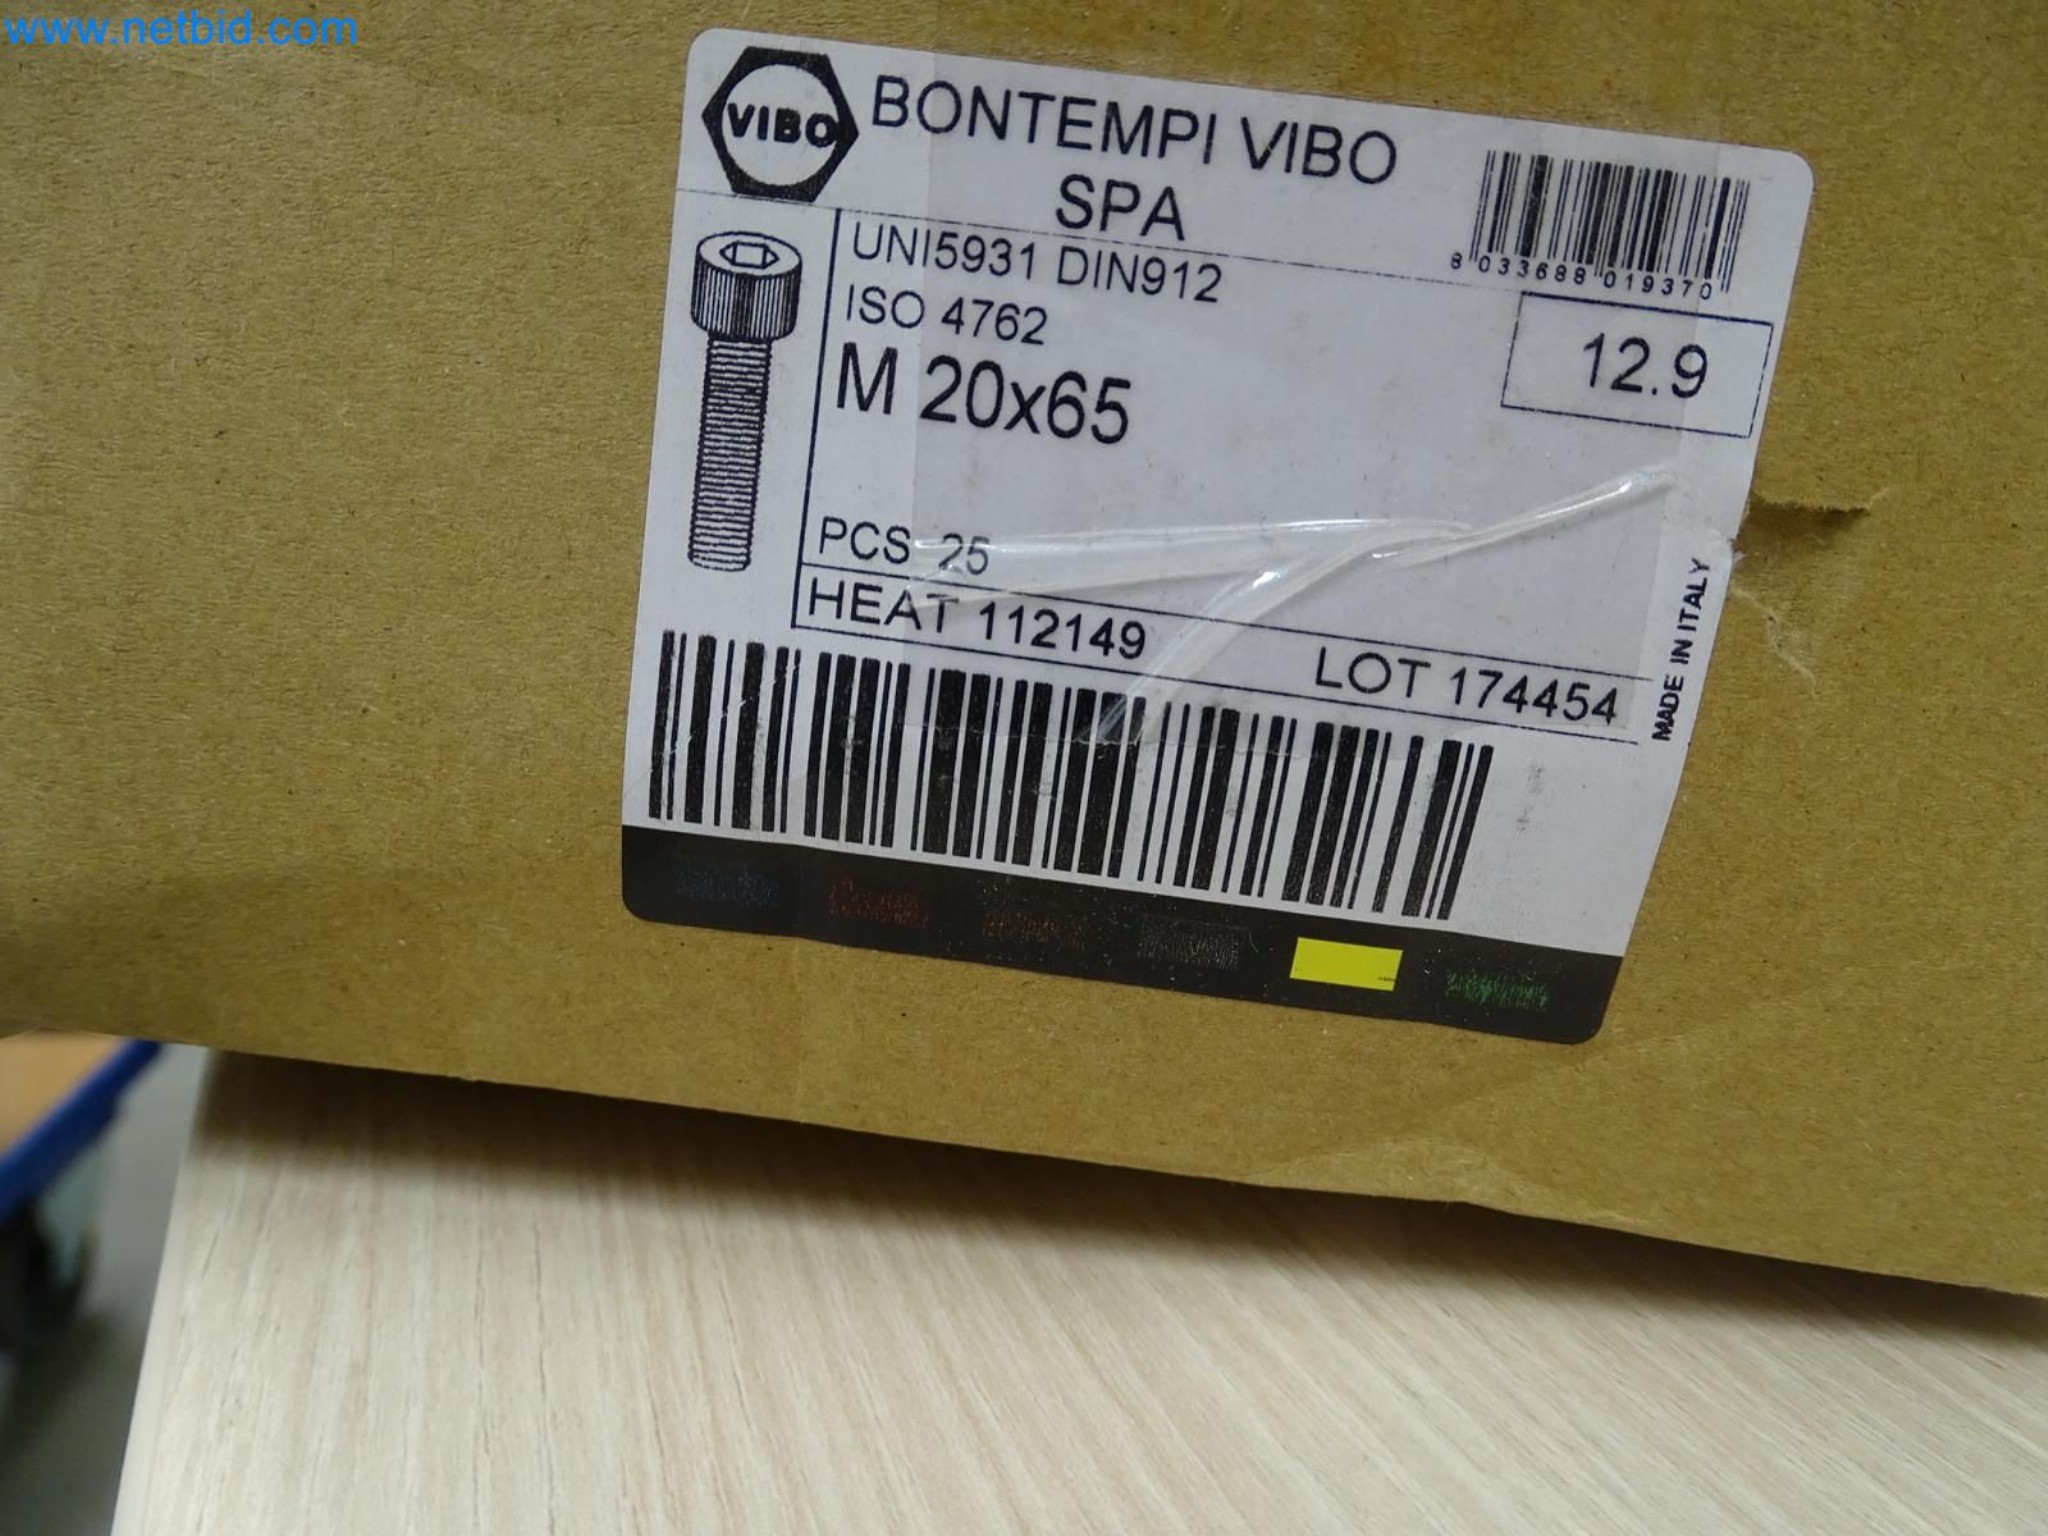 www.netbid.com
VIBO
BONTEMPI VIBO
SPA
8 033688 019370
UNI5931 DIN912
ISO 4762
12.9
M 20x65
PCS 25
HEAT 112149
LOT 174454
MADE IN ITALY